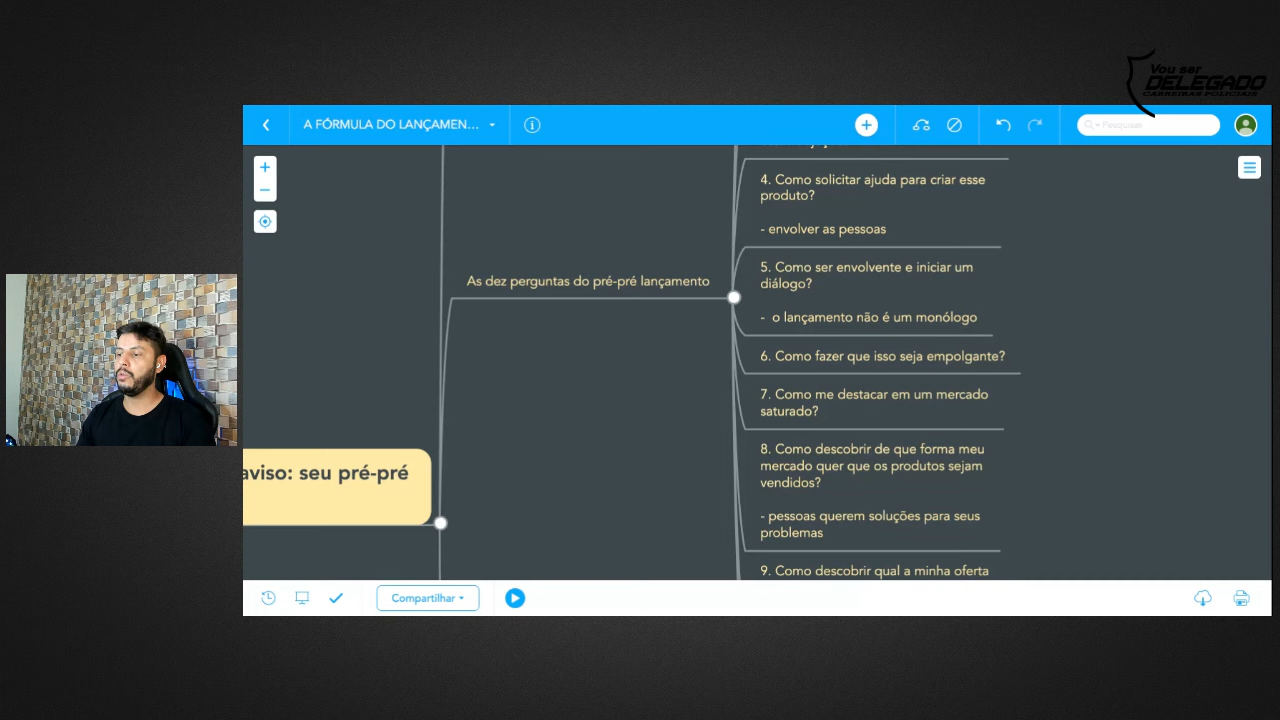 Vou ser
DELEGADO
CARREIRAS POLICIAIS
A FÓRMULA DO LANÇAMEN...
Pesquisar
4. Como solicitar ajuda para criar esse
produto?
- envolver as pessoas
As dez perguntas do pré-pré lançamento
5. Como ser envolvente e iniciar um
diálogo?
- o lançamento não é um monólogo
6. Como fazer que isso seja empolgante?
7. Como me destacar em um mercado
saturado?
8. Como descobrir de que forma meu
mercado quer que os produtos sejam
vendidos?
- pessoas querem soluções para seus
problemas
aviso: seu pré-pré
9. Como descobrir qual a minha oferta
Compartilhar